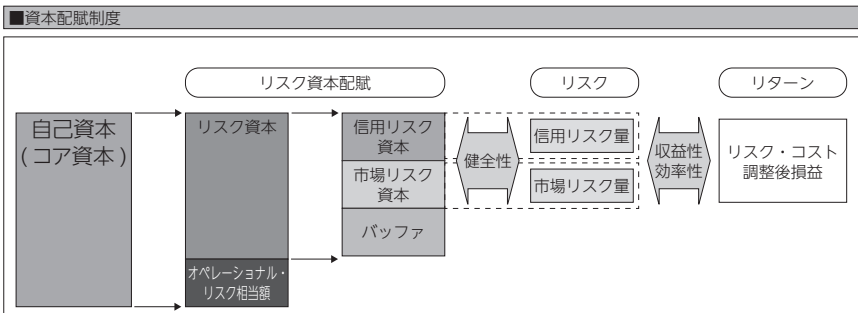 ■資本配賦制度
リスク資本配賦
リスク
リターン
自己資本
(コア資本)
リスク資本
オペレーショナル・
リスク相当額
信用リスク
資本
市場リスク
資本
バッファ
健全性
信用リスク量
市場リスク量
収益性
効率性
リスク・コスト
調整後損益